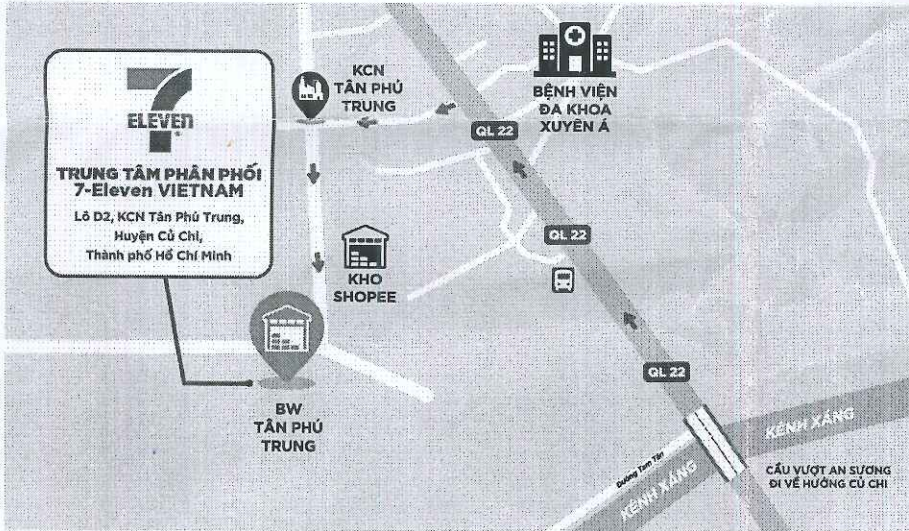 7
ELEVEN
TRUNG TÂM PHÂN PHỐI
7-Eleven VIETNAM
Lô D2, KCN Tân Phú Trung,
Huyện Củ Chi,
Thành phố Hồ Chí Minh
KCN
TÂN PHÚ
TRUNG
BỆNH VIỆN
ĐA KHOA
XUYÊN Á
QL 22
QL 22
KHO
SHOPEE
QL 22
BW
TÂN PHÚ
TRUNG
KÊNH XÁNG
Đường Tam Tân
KÊNH XÁNG
CẦU VƯỢT AN SƯƠNG
ĐI VỀ HƯỚNG CỦ CHI